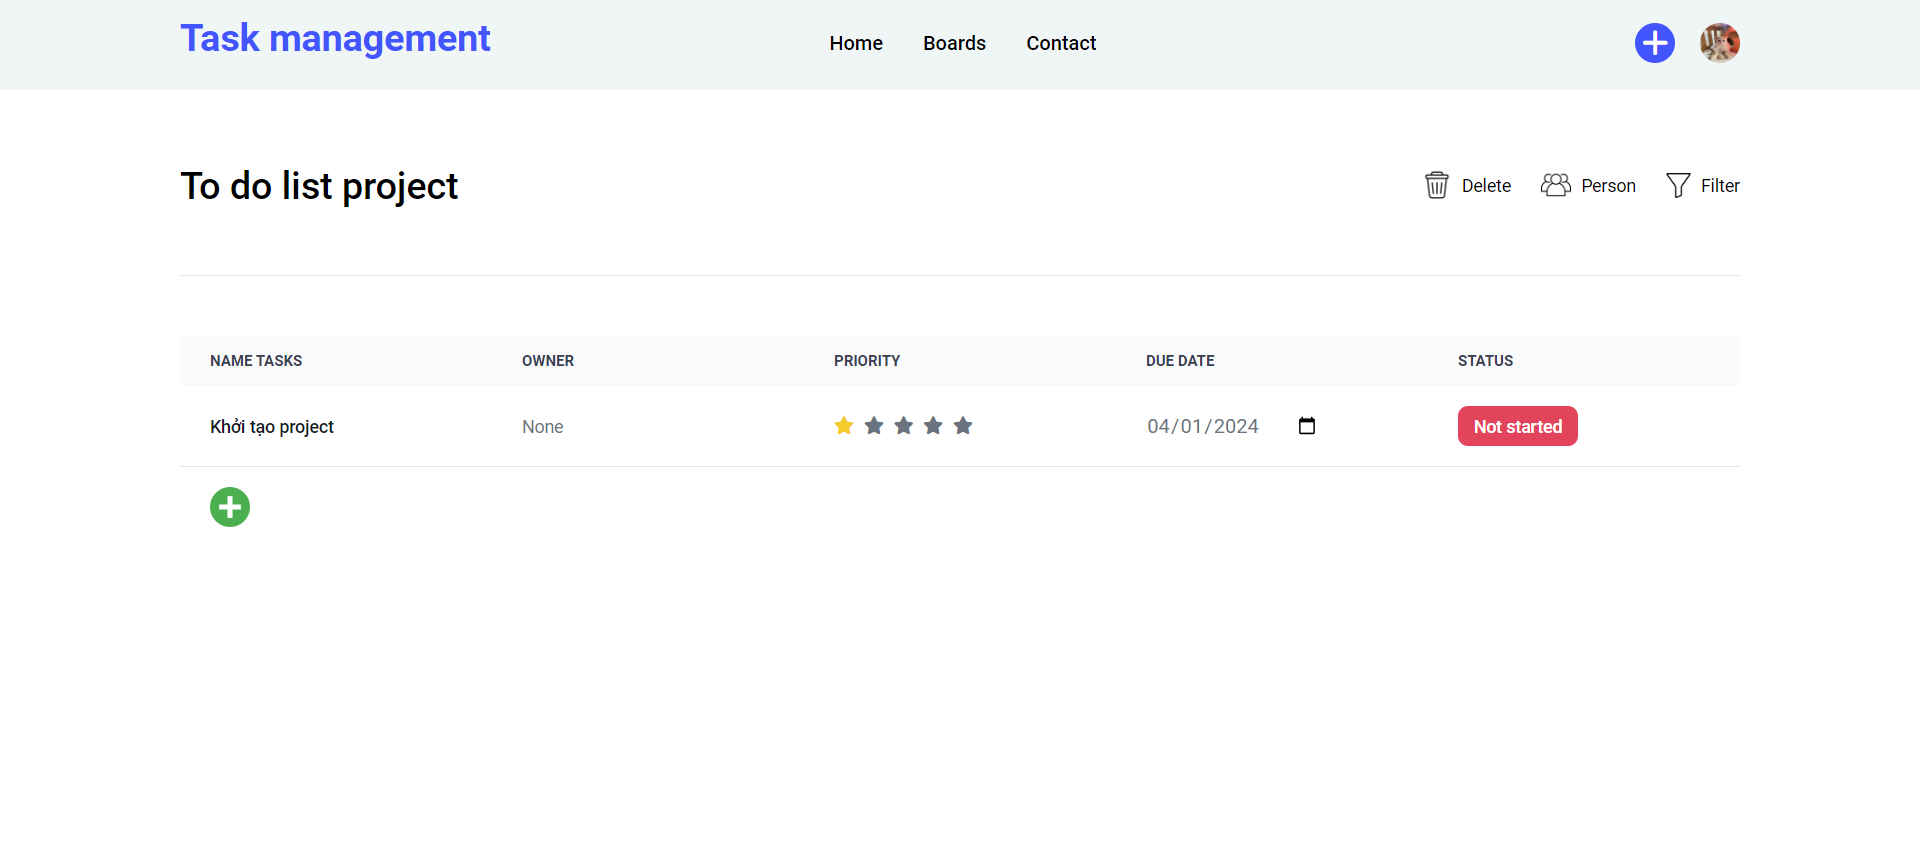 Task management
Home Boards Contact
To do list project
Delete Person Filter
NAME TASKS OWNER PRIORITY DUE DATE STATUS
Khởi tạo project None 04/01/2024 Not started